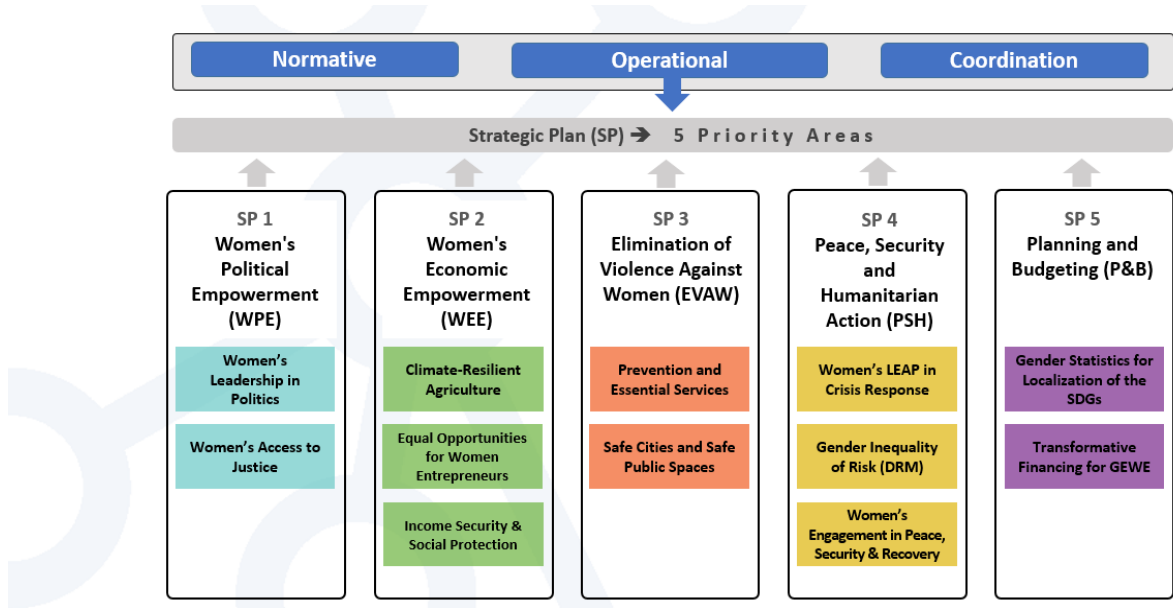 Normative
Operational
Coordination
Strategic Plan (SP) ➔ 5 Priority Areas
SP 1
Women's
Political
Empowerment
(WPE)
Women's
Leadership in
Politics
Women's Access to
Justice
SP 2
Women's
Economic
Empowerment
(WEE)
Climate-Resilient
Agriculture
Equal Opportunities
for Women
Entrepreneurs
Income Security &
Social Protection
SP 3
Elimination of
Violence Against
Women (EVAW)
Prevention and
Essential Services
Safe Cities and Safe
Public Spaces
SP 4
Peace, Security
and
Humanitarian
Action (PSH)
Women's LEAP in
Crisis Response
Gender Inequality
of Risk (DRM)
Women's
Engagement in Peace,
Security & Recovery
SP 5
Planning and
Budgeting (P&B)
Gender Statistics for
Localization of the
SDGs
Transformative
Financing for GEWE